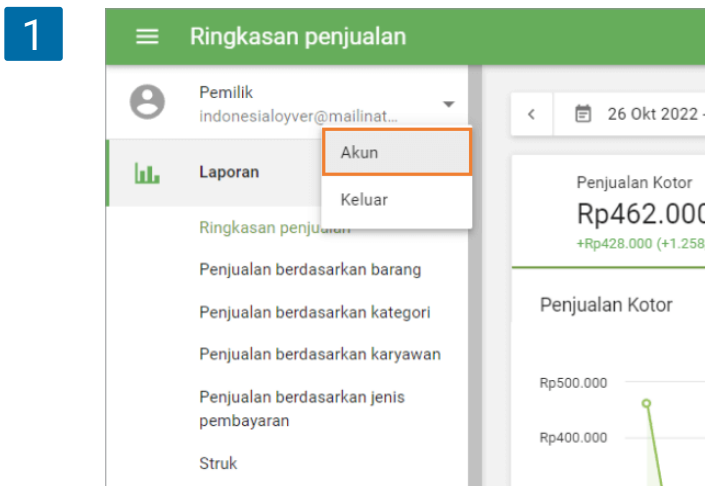 1
Ringkasan penjualan
Pemilik
indonesialoyver@mailinat...
Akun
Keluar
Laporan
Ringkasan penjualan
Penjualan berdasarkan barang
Penjualan berdasarkan kategori
Penjualan berdasarkan karyawan
Penjualan berdasarkan jenis
pembayaran
Struk
26 Okt 2022 -
Penjualan Kotor
Rp462.000
+Rp428.000 (+1.258
Penjualan Kotor
Rp500.000
Rp400.000